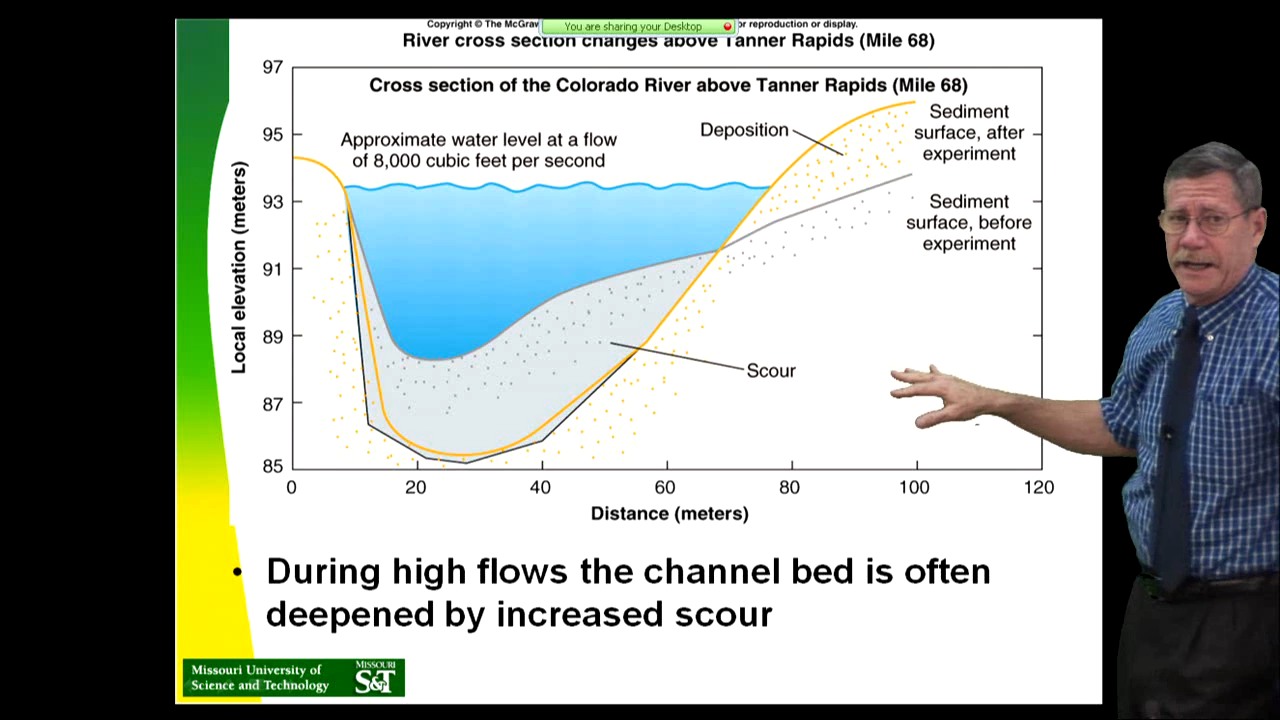 Copyright © The McGraw
You are sharing your Desktop
or reproduction or display.
River cross section changes above Tanner Rapids (Mile 68)
Cross section of the Colorado River above Tanner Rapids (Mile 68)
Approximate water level at a flow
of 8,000 cubic feet per second
Deposition
Sediment
surface, after
experiment
Sediment
surface, before
experiment
Scour
Local elevation (meters)
97
95
93
91
89
87
85
0
20
40
60
80
100
120
Distance (meters)
• During high flows the channel bed is often
deepened by increased scour
Missouri University of
Science and Technology
MISSOURI
S&T